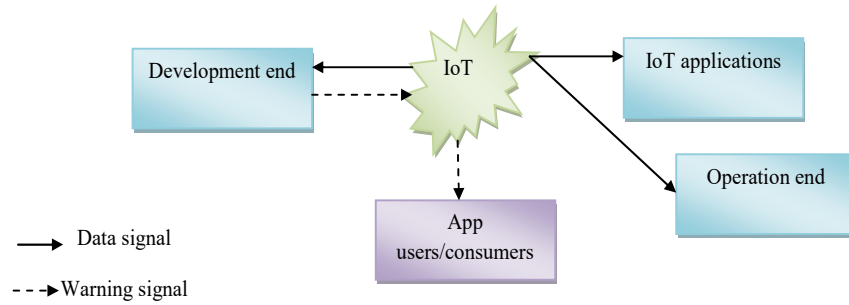 Development end
IoT
IoT applications
Operation end
App
users/consumers
Data signal
Warning signal